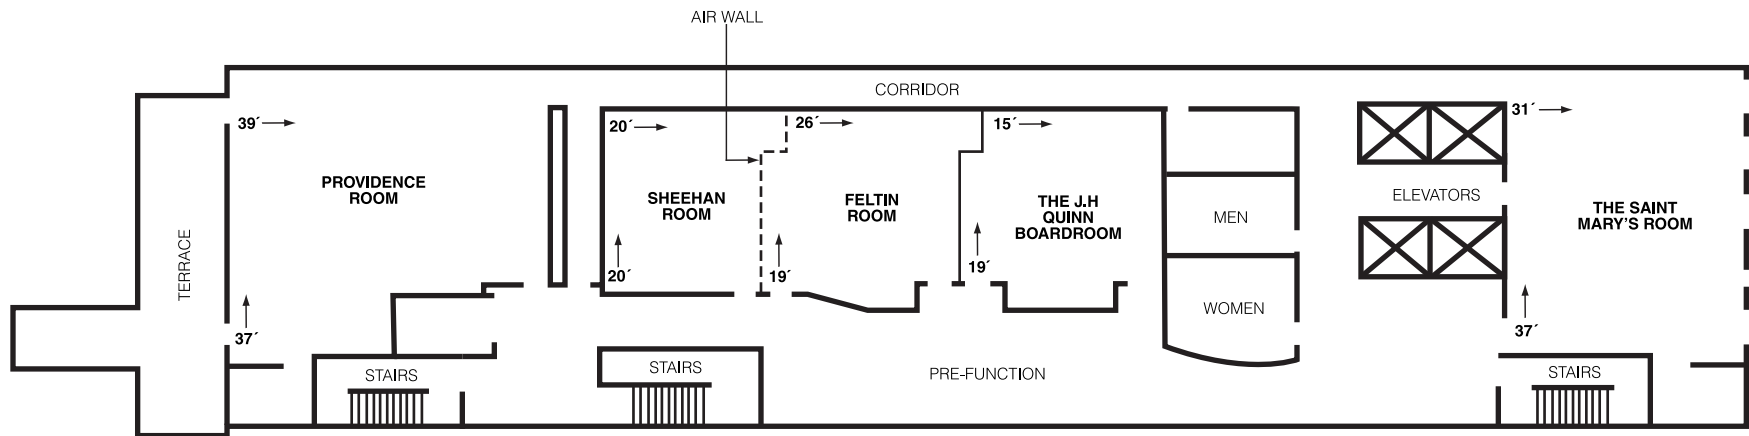 AIR WALL
CORRIDOR
39´
20´
26´
15´
31´
PROVIDENCE
ROOM
SHEEHAN
ROOM
FELTIN
ROOM
THE J.H
QUINN
BOARDROOM
MEN
ELEVATORS
THE SAINT
MARY'S ROOM
TERRACE
20´
19´
19´
WOMEN
37´
37´
STAIRS
STAIRS
PRE-FUNCTION
STAIRS